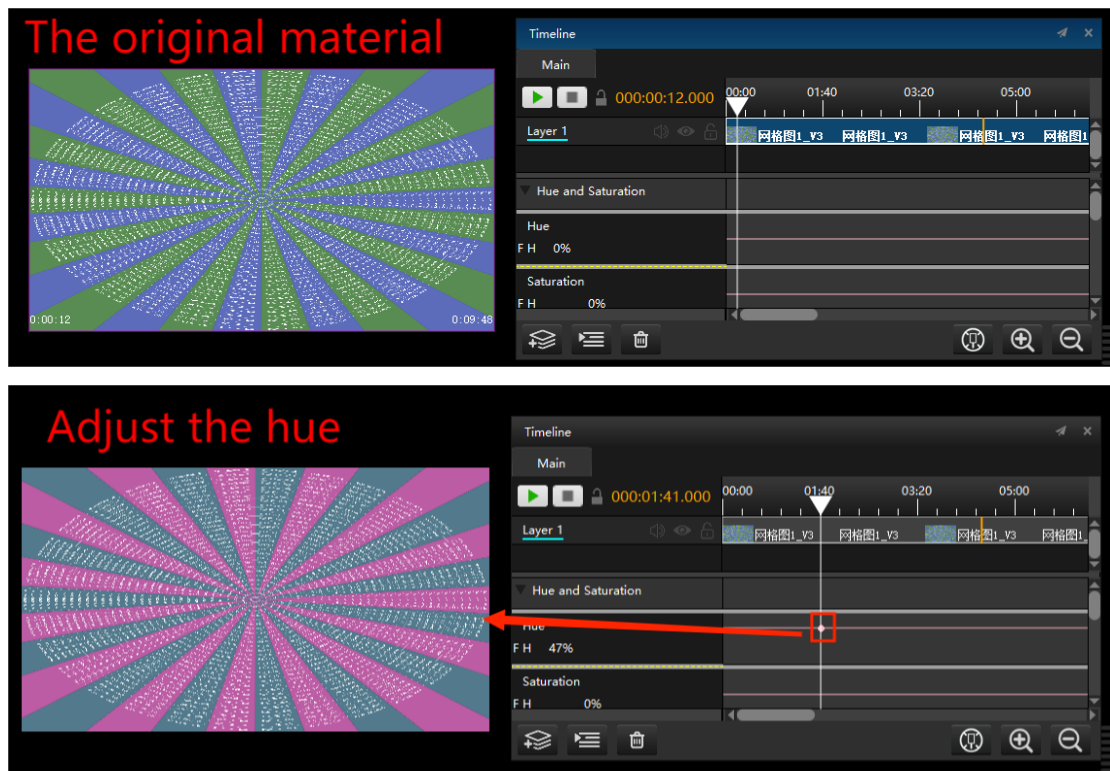 The original material
0:00:12
0:09:48
Timeline
Main
000:00:12.000
00:00 01:40 03:20 05:00
Layer 1
网格图1_V3 网格图1_V3 网格图1_V3 网格图1
Hue and Saturation
Hue
F H 0%
Saturation
F H 0%
Adjust the hue
Timeline
Main
000:01:41.000
00:00 01:40 03:20 05:00
Layer 1
网格图1_V3 网格图1_V3 网格图1_V3 网格图1_
Hue and Saturation
Hue
F H 47%
Saturation
F H 0%